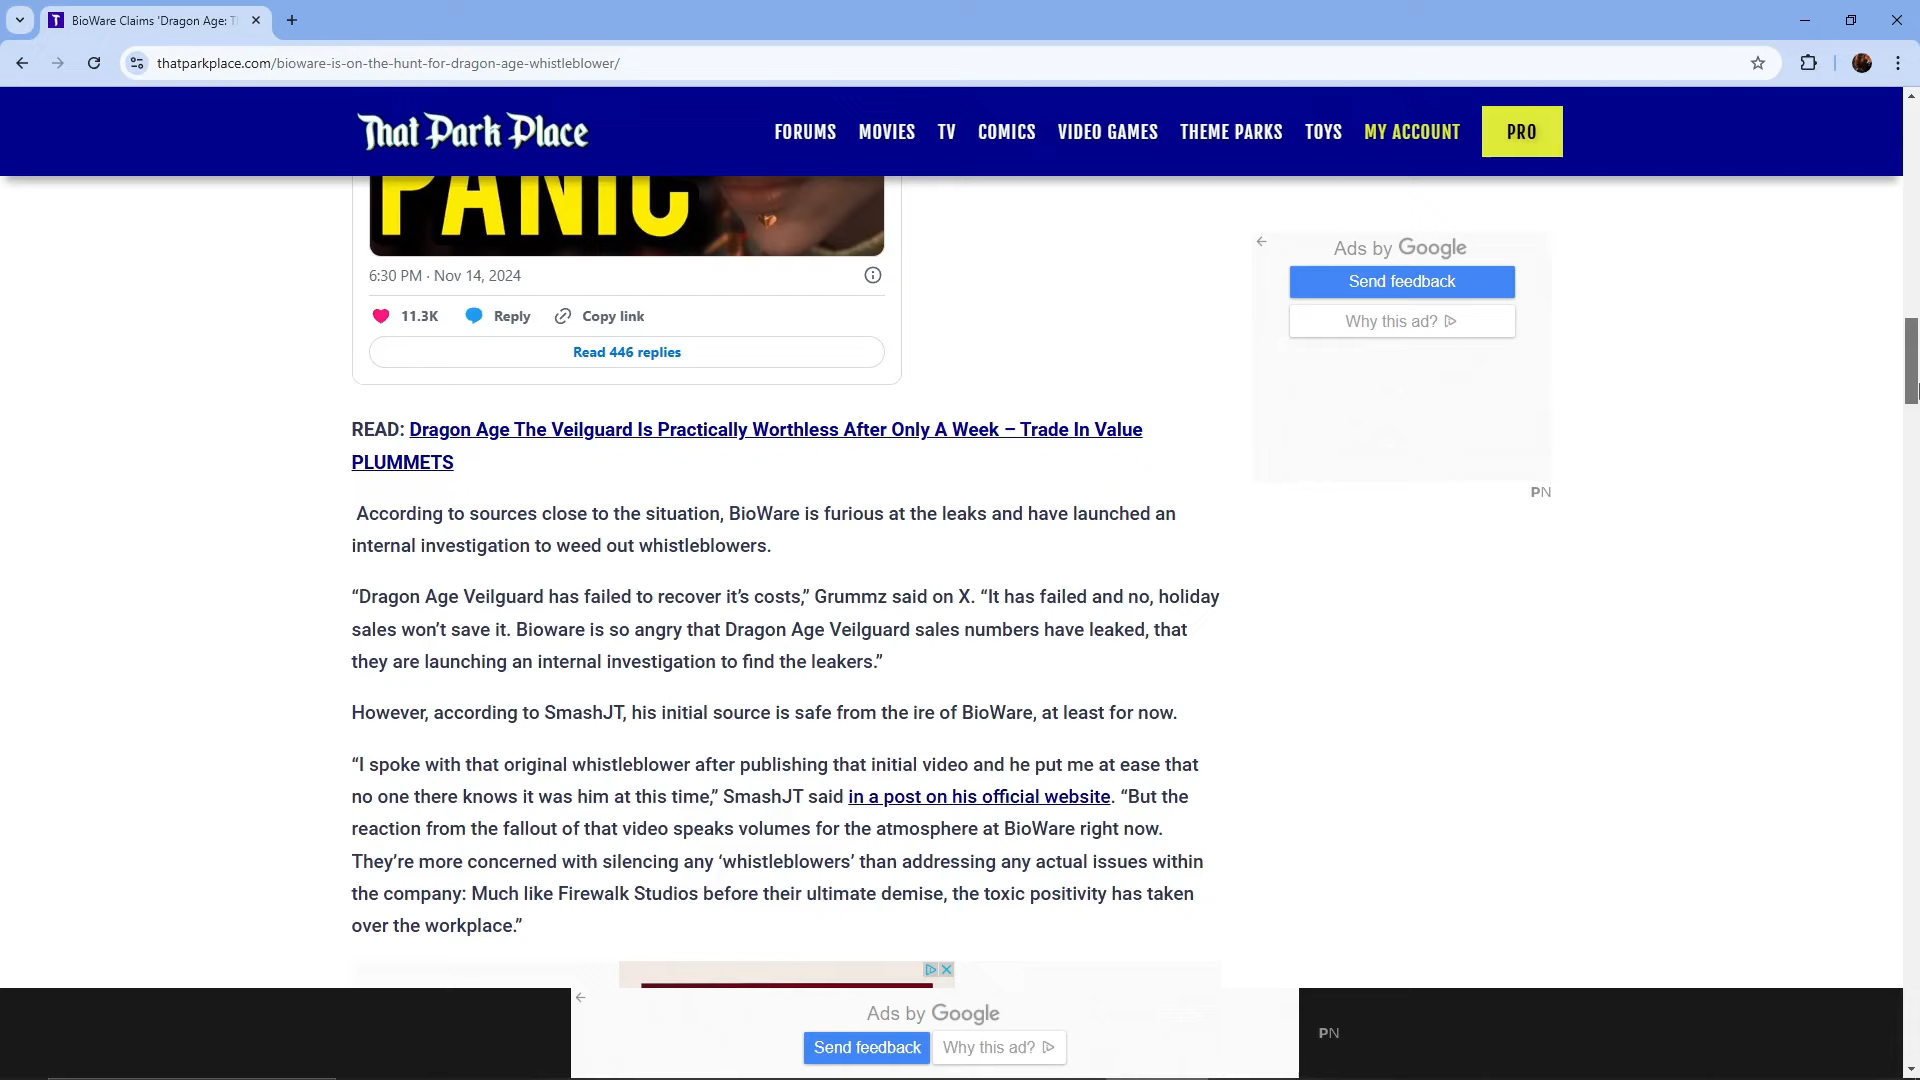 BioWare Claims 'Dragon Age: T
thatparkplace.com/bioware-is-on-the-hunt-for-dragon-age-whistleblower/
That Park Place
FORUMS MOVIES TV COMICS VIDEO GAMES THEME PARKS TOYS MY ACCOUNT PRO
PANIC
6:30 PM · Nov 14, 2024
11.3K Reply Copy link
Read 446 replies
Ads by Google
Send feedback
Why this ad?
PN
READ: Dragon Age The Veilguard Is Practically Worthless After Only A Week – Trade In Value
PLUMMETS
According to sources close to the situation, BioWare is furious at the leaks and have launched an
internal investigation to weed out whistleblowers.
“Dragon Age Veilguard has failed to recover it’s costs,” Grummz said on X. “It has failed and no, holiday
sales won’t save it. Bioware is so angry that Dragon Age Veilguard sales numbers have leaked, that
they are launching an internal investigation to find the leakers.”
However, according to SmashJT, his initial source is safe from the ire of BioWare, at least for now.
“I spoke with that original whistleblower after publishing that initial video and he put me at ease that
no one there knows it was him at this time,” SmashJT said in a post on his official website. “But the
reaction from the fallout of that video speaks volumes for the atmosphere at BioWare right now.
They’re more concerned with silencing any ‘whistleblowers’ than addressing any actual issues within
the company: Much like Firewalk Studios before their ultimate demise, the toxic positivity has taken
over the workplace.”
Ads by Google
Send feedback Why this ad?
PN